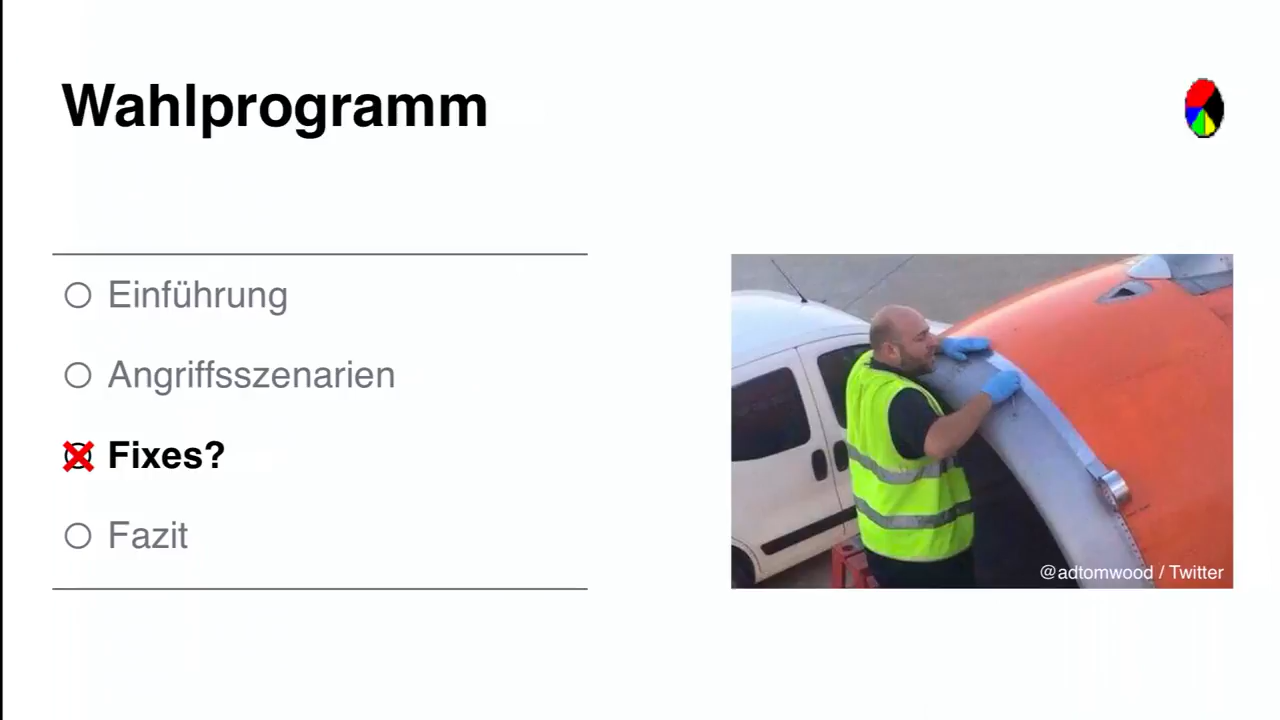 Wahlprogramm
Einführung
Angriffsszenarien
Fixes?
Fazit
@adtomwood / Twitter